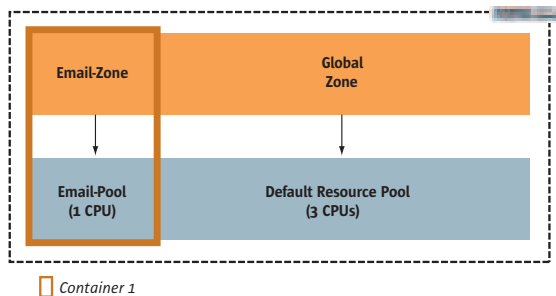 Email-Zone
Global
Zone
Email-Pool
(1 CPU)
Default Resource Pool
(3 CPUs)
Container 1